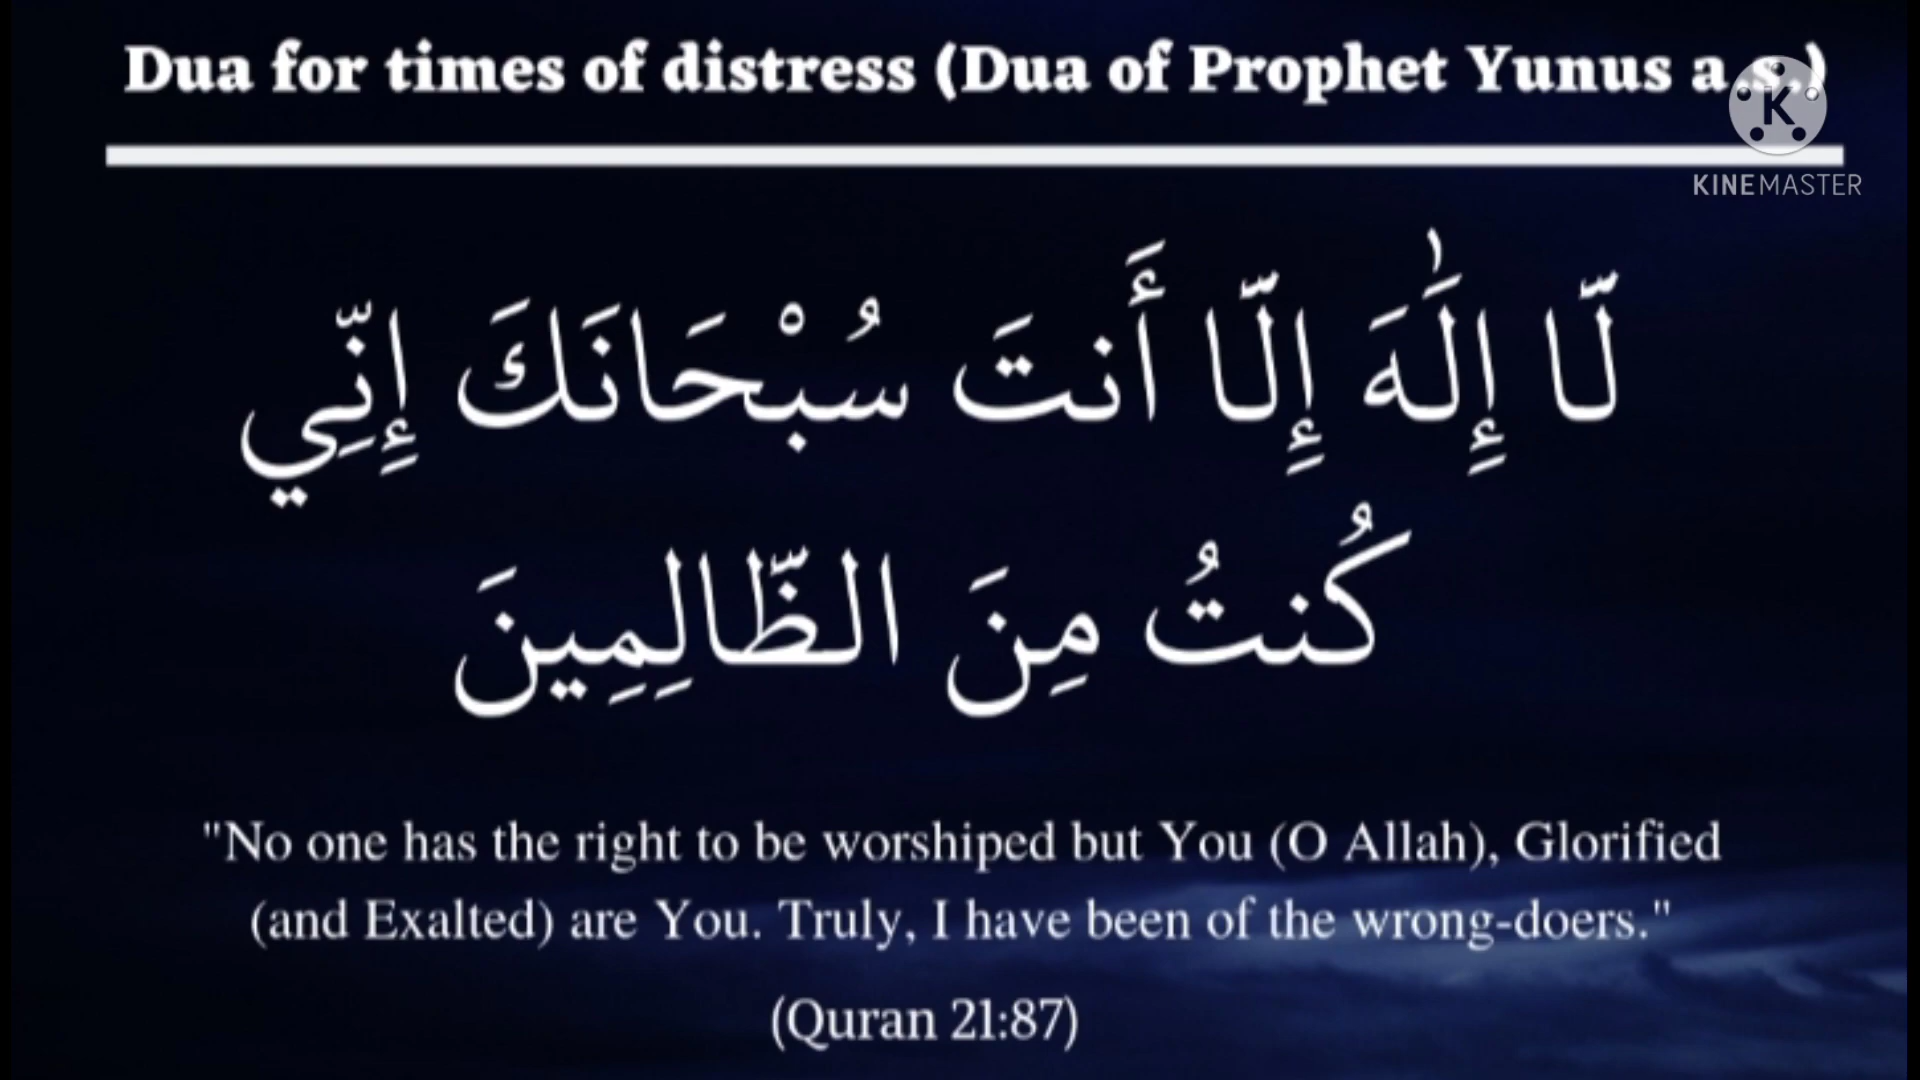 Dua for times of distress (Dua of Prophet Yunus a.s.)
KINEMASTER
لَّا إِلَٰهَ إِلَّا أَنتَ سُبْحَانَكَ إِنِّي
كُنتُ مِنَ الظَّالِمِينَ
"No one has the right to be worshiped but You (O Allah), Glorified
(and Exalted) are You. Truly, I have been of the wrong-doers."
(Quran 21:87)